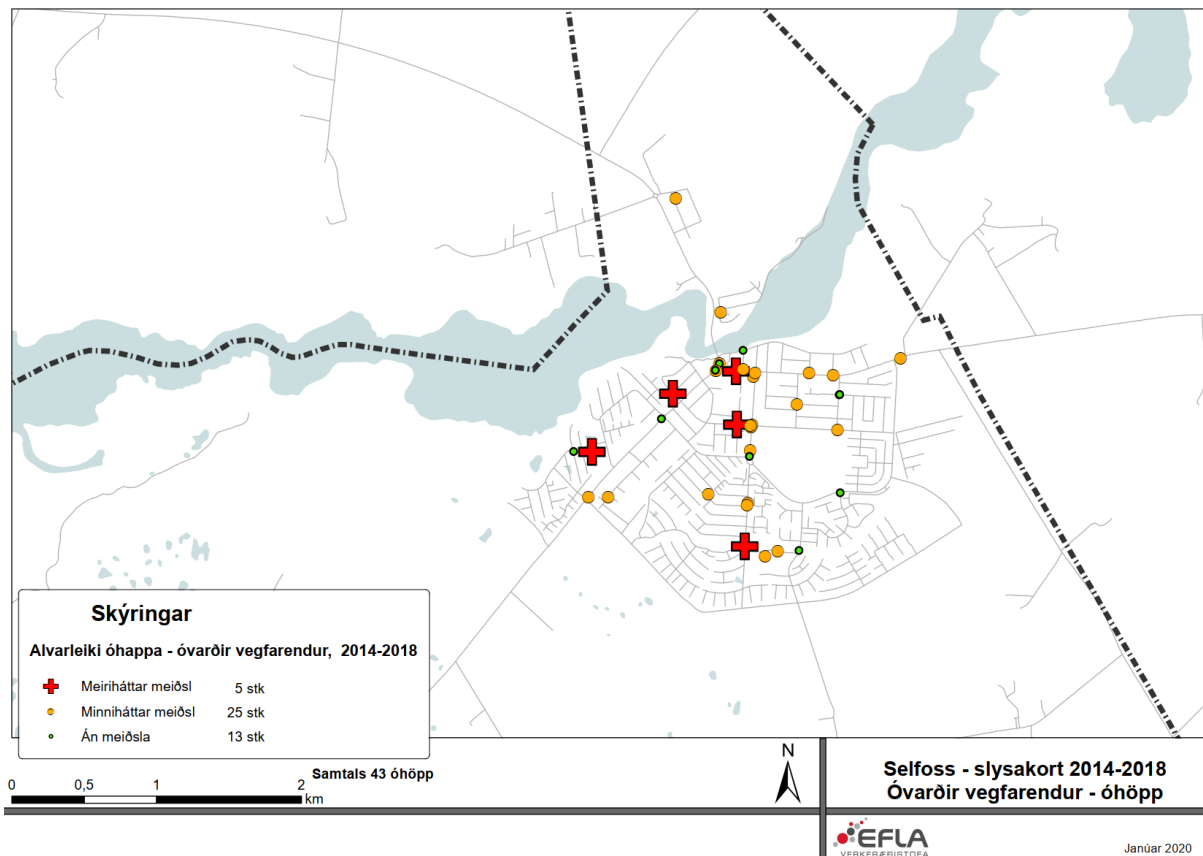 Skýringar
Alvarleiki óhappa - óvarðir vegfarendur, 2014-2018
Meiriháttar meiðsl 5 stk
Minniháttar meiðsl 25 stk
Án meiðsla 13 stk
Samtals 43 óhöpp
0 0,5 1 2
km
N
Selfoss - slysakort 2014-2018
Óvarðir vegfarendur - óhöpp
EFLA
VERKFRÆÐISTOFA
Janúar 2020